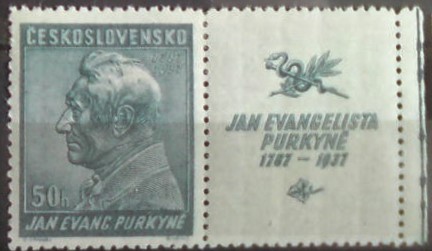 ČESKOSLOVENSKO
50h
JAN EVANG. PURKYNĚ
JAN EVANGELISTA
PURKYNĚ
1787 - 1937